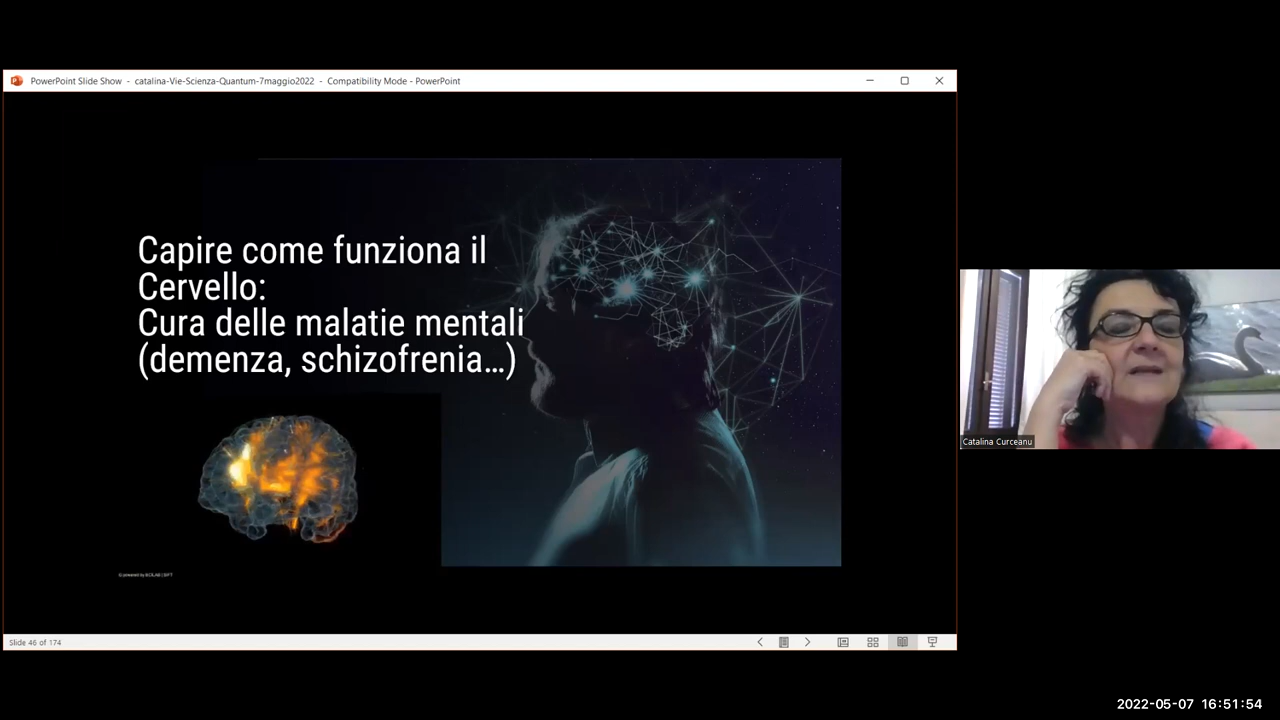 PowerPoint Slide Show - catalina-Vie-Scienza-Quantum-7maggio2022 - Compatibility Mode - PowerPoint
Capire come funziona il
Cervello:
Cura delle malatie mentali
(demenza, schizofrenia...)
Catalina Curceanu
Slide 46 of 174
2022-05-07 16:51:54